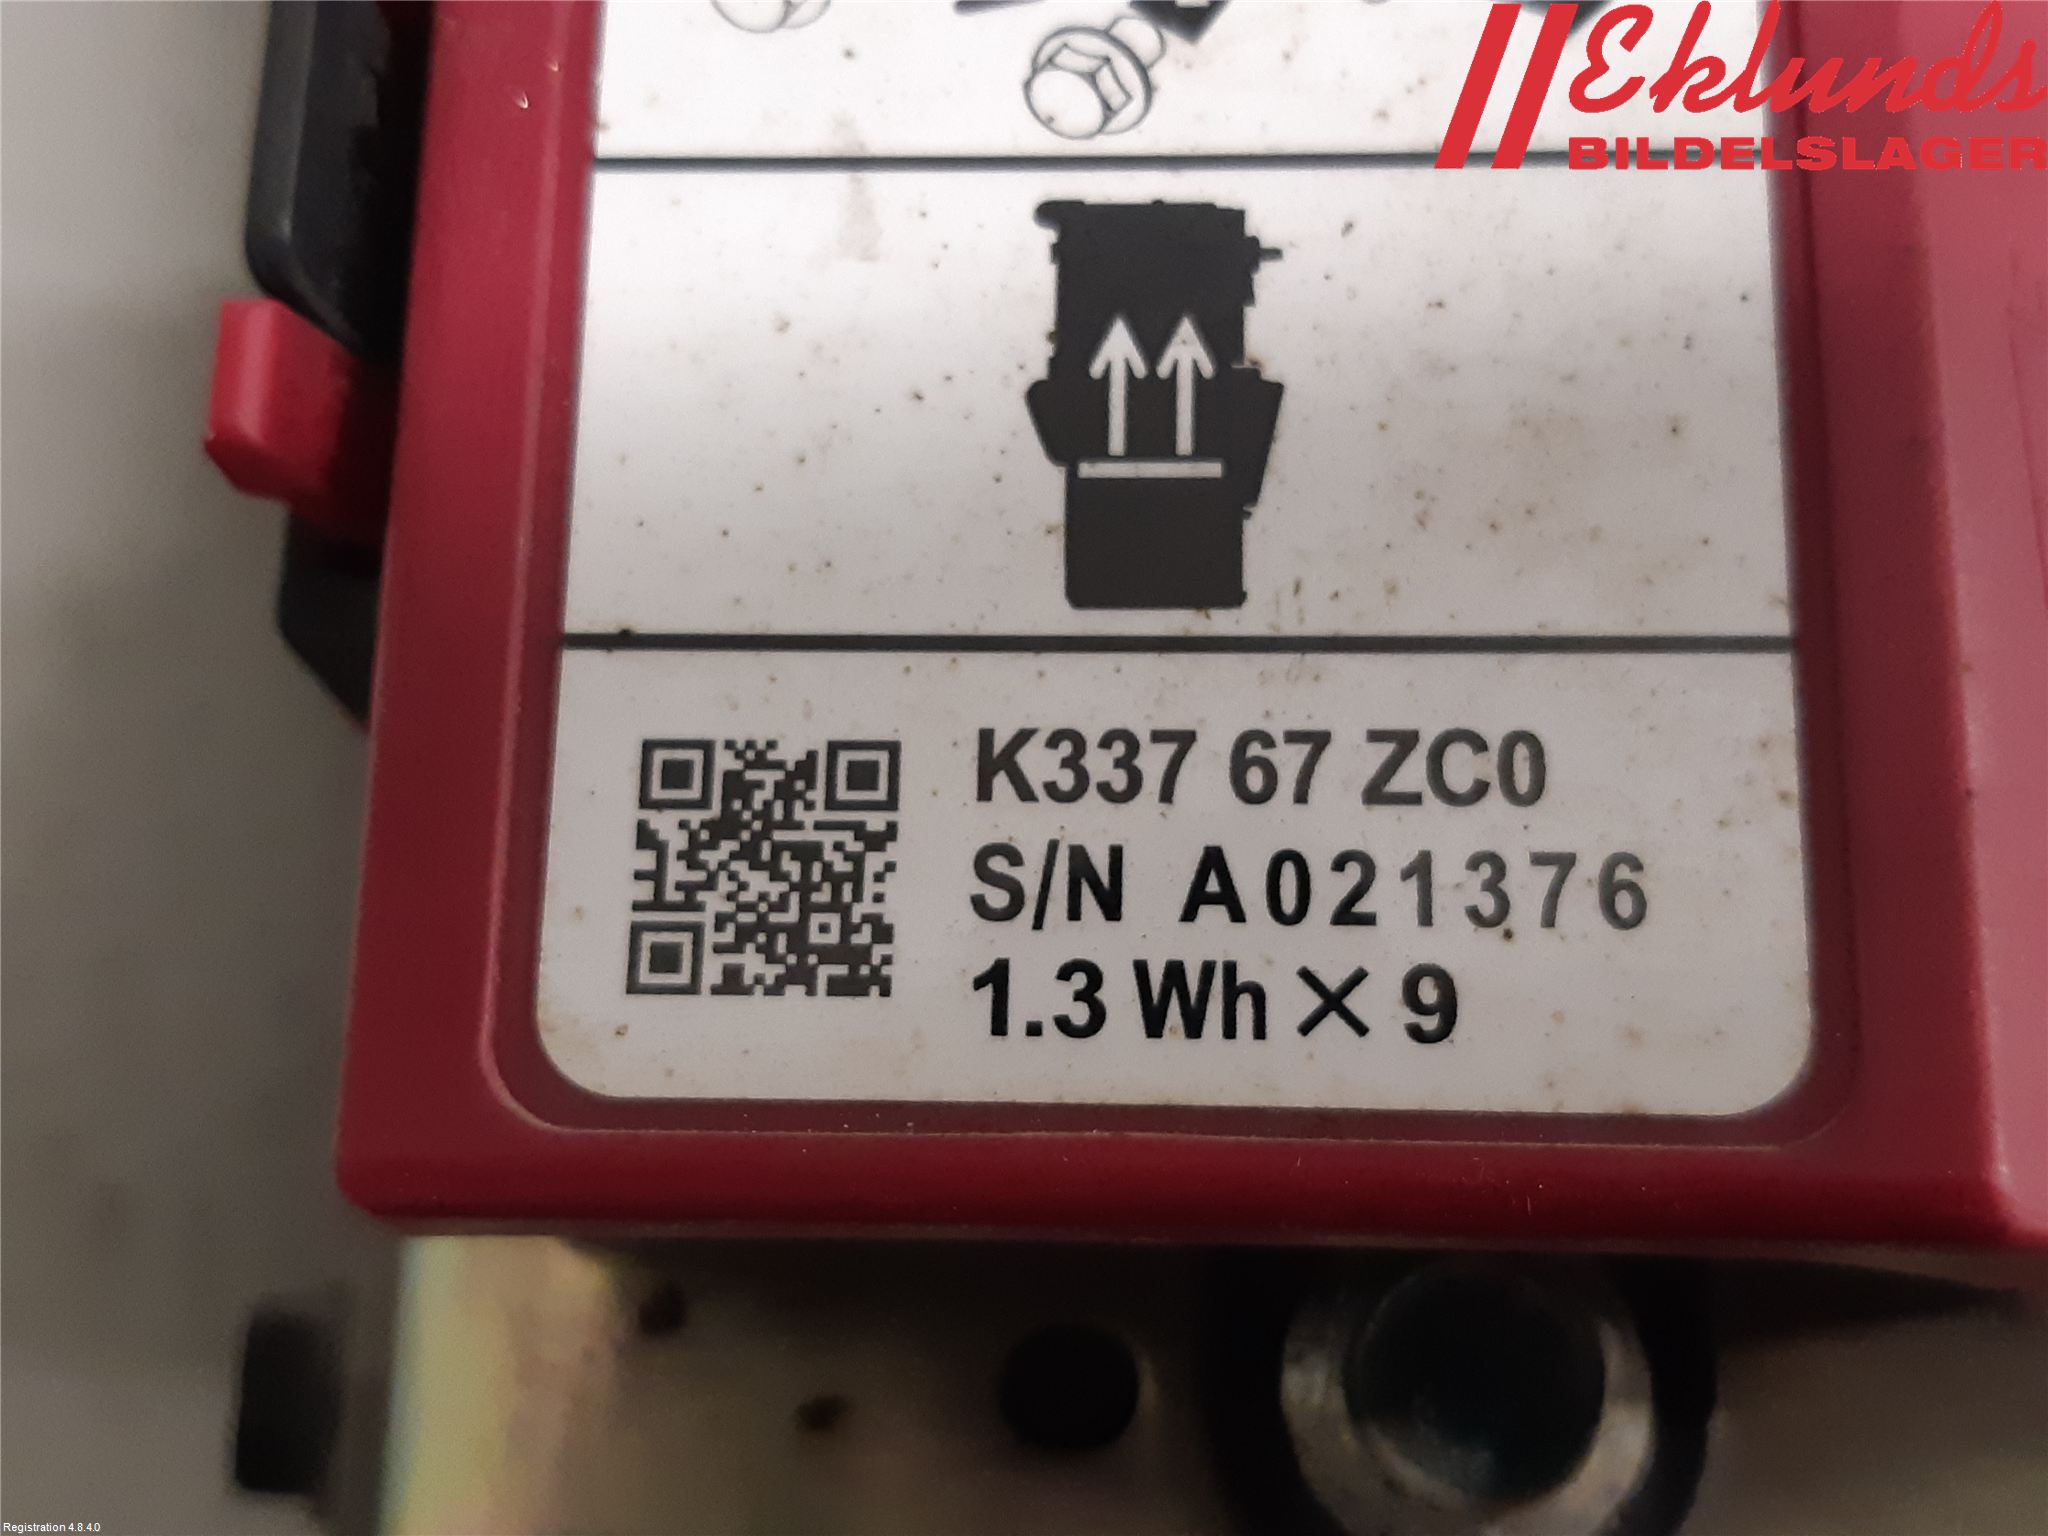 Eklunds
BILDELSLAGER
K337 67 ZC0
S/N A021376
1.3 Wh × 9
Registration 4.8.4.0